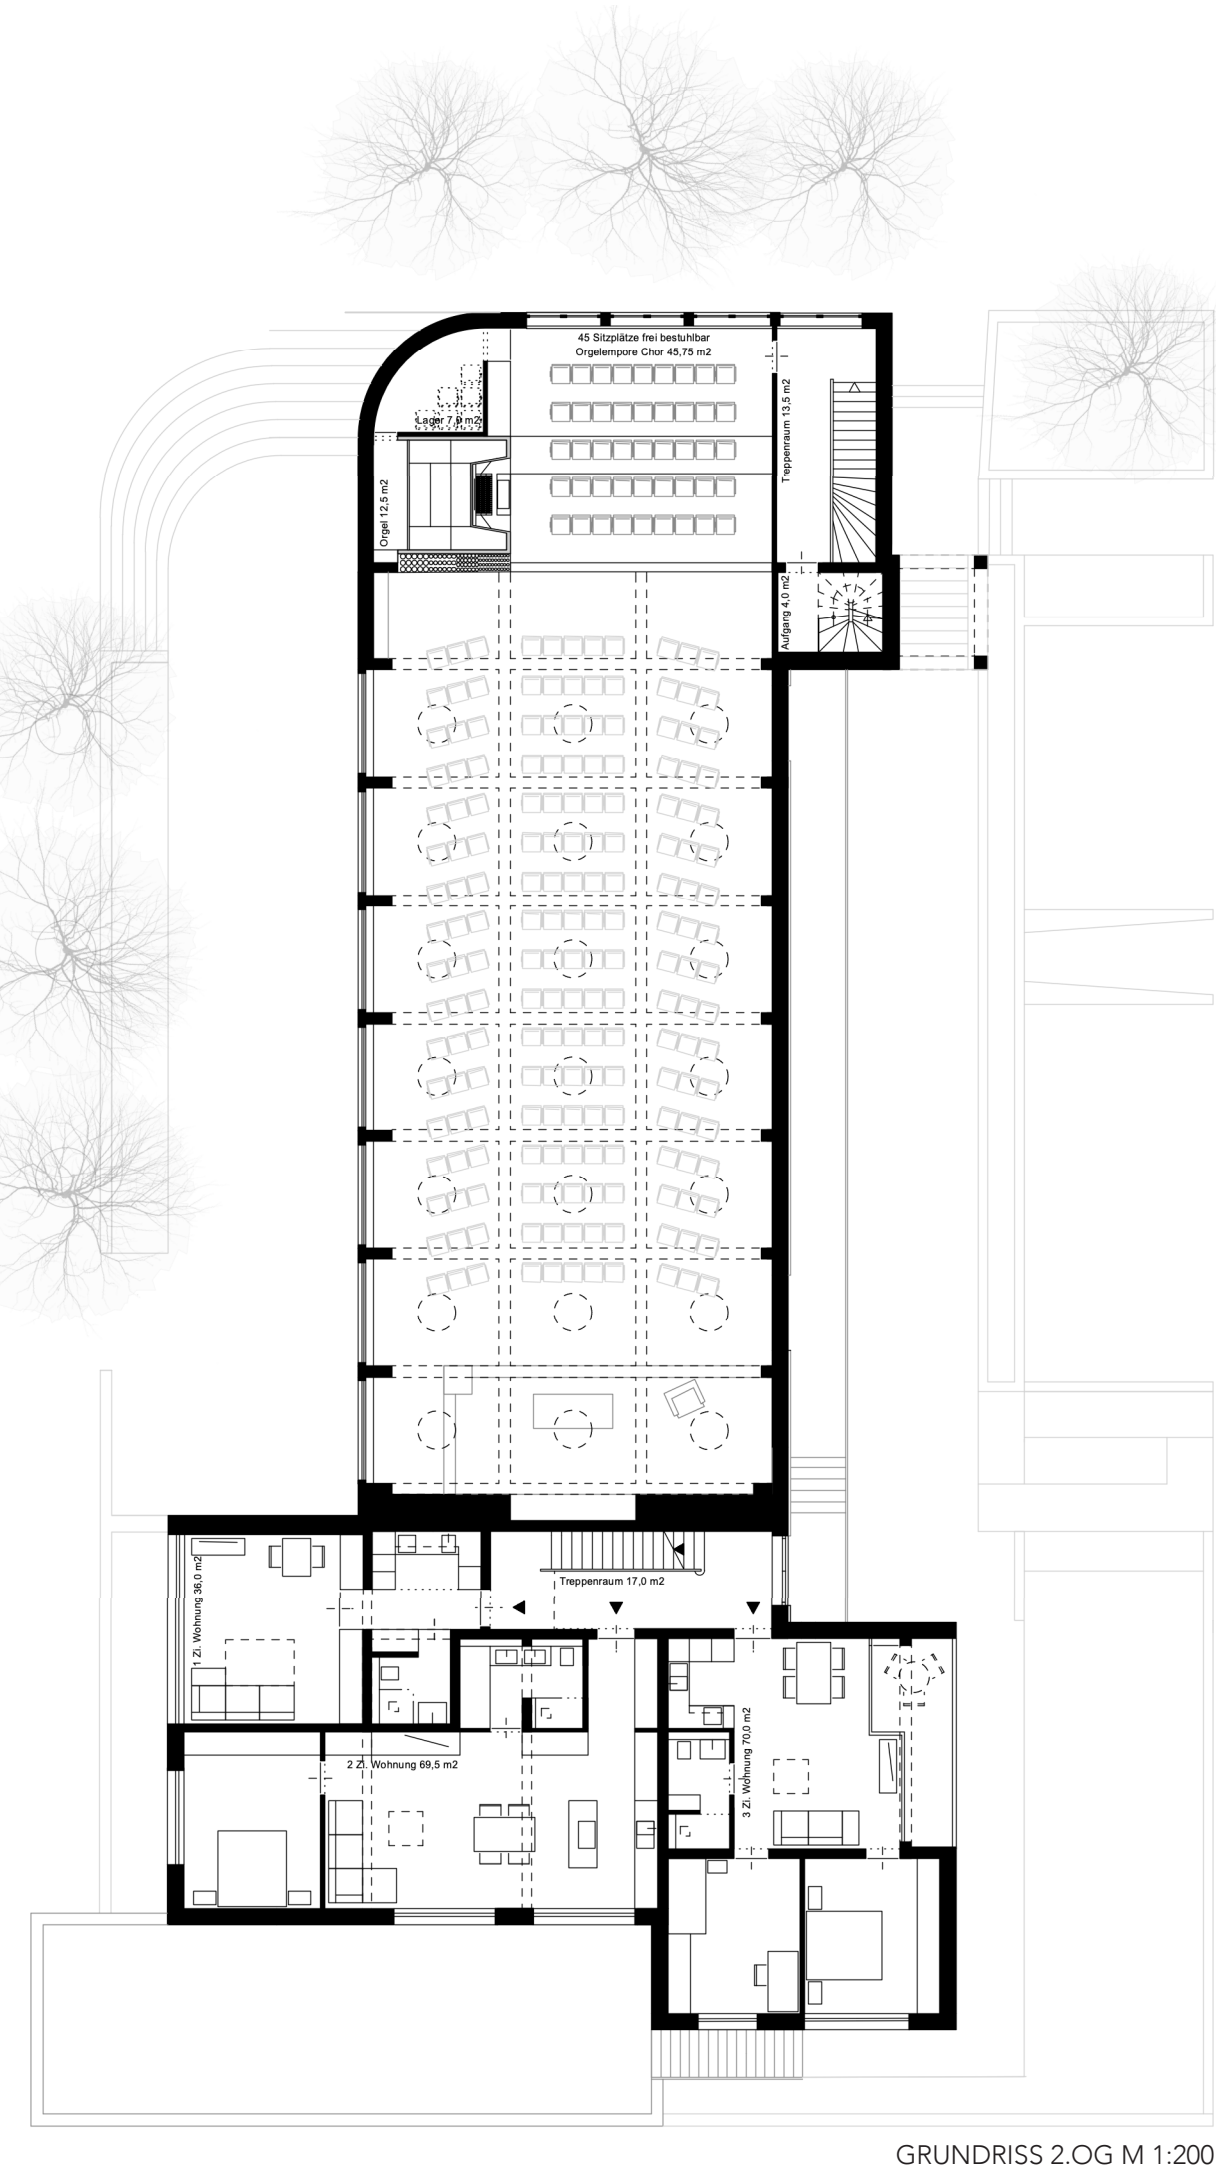 45 Sitzplätze frei bestuhlbar
Orgelempore Chor 45,75 m2
Treppenraum 13,5 m2
Lager 7,0 m2
Orgel 12,5 m2
Aufgang 4,0 m2
Treppenraum 17,0 m2
1 Zi. Wohnung 36,0 m2
2 Zi. Wohnung 69,5 m2
3 Zi. Wohnung 70,0 m2
GRUNDRISS 2.OG M 1:200